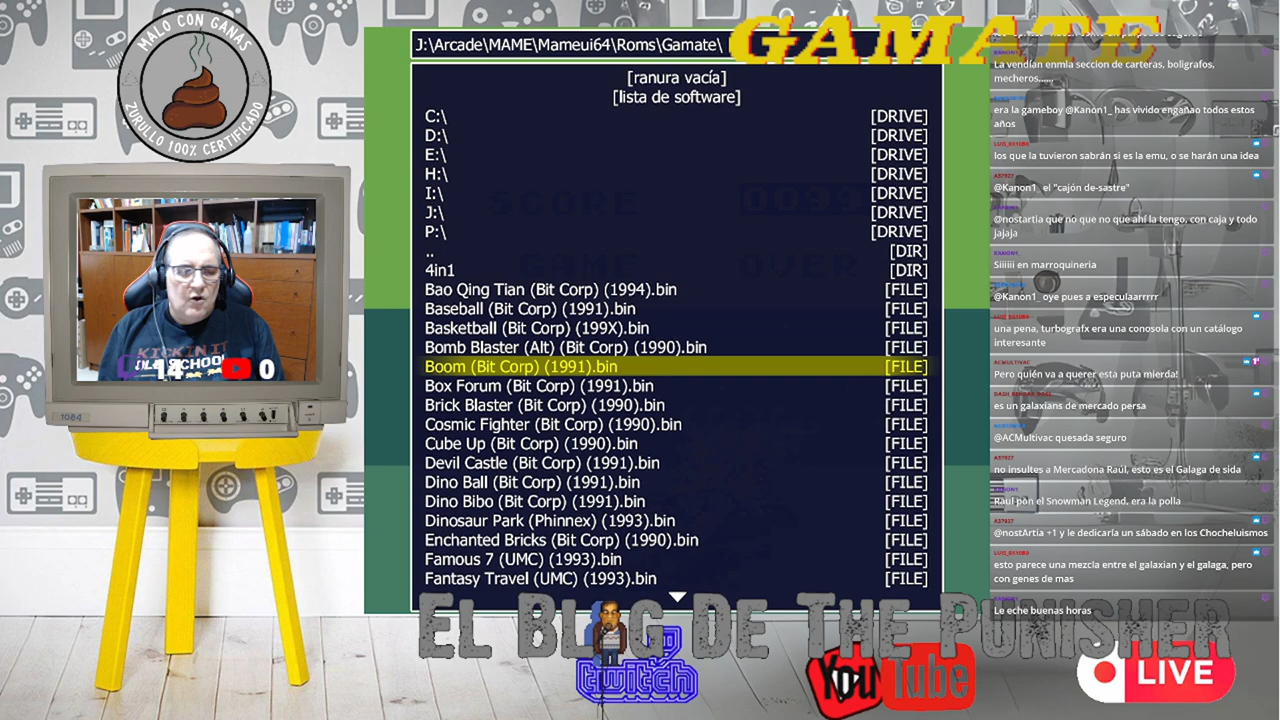 MALO CON GANAS
ZURULLO 100% CERTIFICADO
GAMATE
J:\Arcade\MAME\Mameui64\Roms\Gamate\
[ranura vacía]
[lista de software]
C:\ [DRIVE]
D:\ [DRIVE]
E:\ [DRIVE]
H:\ [DRIVE]
I:\ [DRIVE]
J:\ [DRIVE]
P:\ [DRIVE]
.. [DIR]
4in1 [DIR]
Bao Qing Tian (Bit Corp) (1994).bin [FILE]
Baseball (Bit Corp) (1991).bin [FILE]
Basketball (Bit Corp) (199X).bin [FILE]
Bomb Blaster (Alt) (Bit Corp) (1990).bin [FILE]
Boom (Bit Corp) (1991).bin [FILE]
Box Forum (Bit Corp) (1991).bin [FILE]
Brick Blaster (Bit Corp) (1990).bin [FILE]
Cosmic Fighter (Bit Corp) (1990).bin [FILE]
Cube Up (Bit Corp) (1990).bin [FILE]
Devil Castle (Bit Corp) (1991).bin [FILE]
Dino Ball (Bit Corp) (1991).bin [FILE]
Dino Bibo (Bit Corp) (1991).bin [FILE]
Dinosaur Park (Phinnex) (1993).bin [FILE]
Enchanted Bricks (Bit Corp) (1990).bin [FILE]
Famous 7 (UMC) (1993).bin [FILE]
Fantasy Travel (UMC) (1993).bin [FILE]
SCORE
GAME OVER
KICKIN IT
SCHOOL
14 0
1084
La vendían enmla seccion de carteras, boligrafos,
mecheros......
era la gameboy @Kanon1_ has vivido engañao todos estos
años
los que la tuvieron sabrán si es la emu, o se harán una idea
A37927
@Kanon1_ el "cajón de-sastre"
@nostartia que no que no que ahí la tengo, con caja y todo
jajaja
Siiiiii en marroquineria
@Kanon1_ oye pues a especulaarrrrr
una pena, turbografx era una conosola con un catálogo
interesante
ACMULTIVAC
Pero quién va a querer esta puta mierda!
es un galaxians de mercado persa
@ACMultivac quesada seguro
A37927
no insultes a Mercadona Raúl, esto es el Galaga de sida
Raul pon el Snowman Legend, era la polla
A37927
@nostArtia +1 y le dedicaría un sábado en los Chocheluismos
esto parece una mezcla entre el galaxian y el galaga, pero
con genes de mas
Le eche buenas horas
EL BLOG DE THE PUNISHER
twitch
YouTube
LIVE